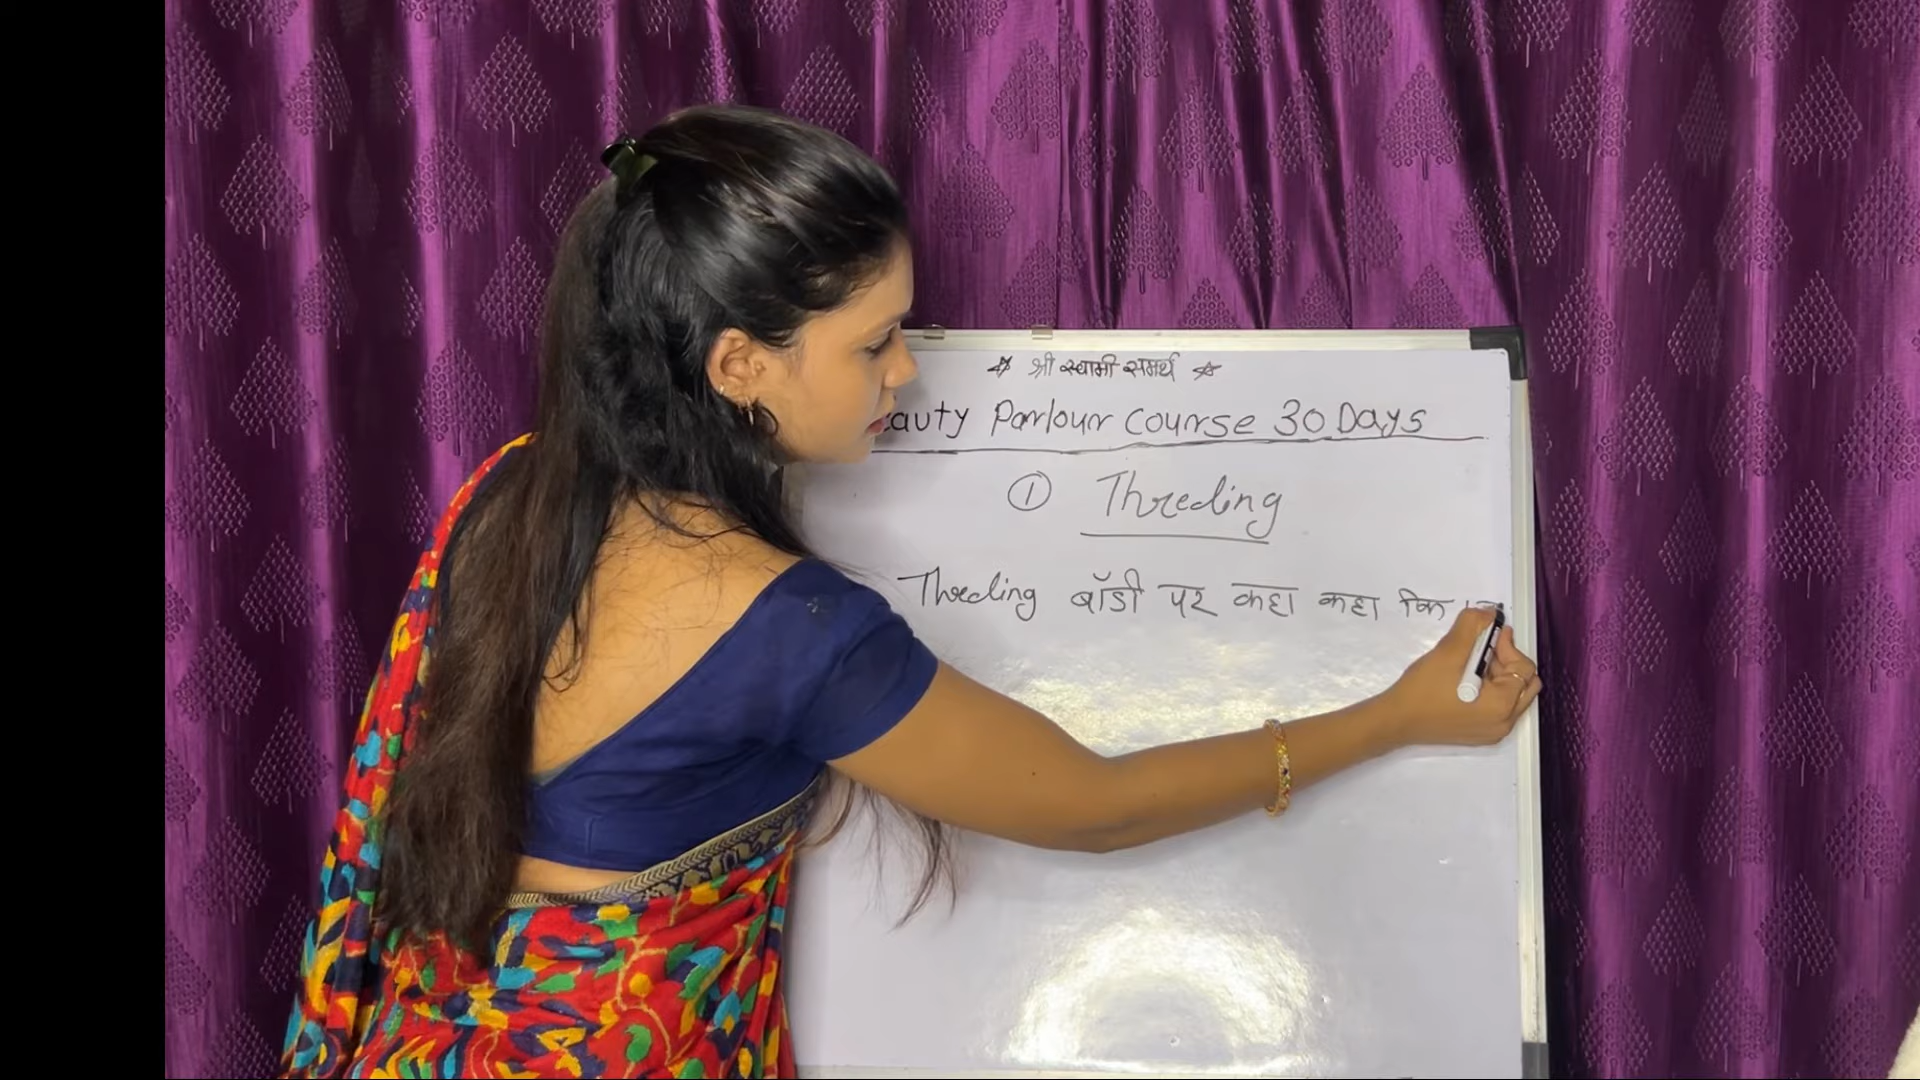 ☆ श्री स्वामी समर्थ ☆
eauty Parlour Course 30 Days
① Threding
Threding बॉडी पर कहा कहा